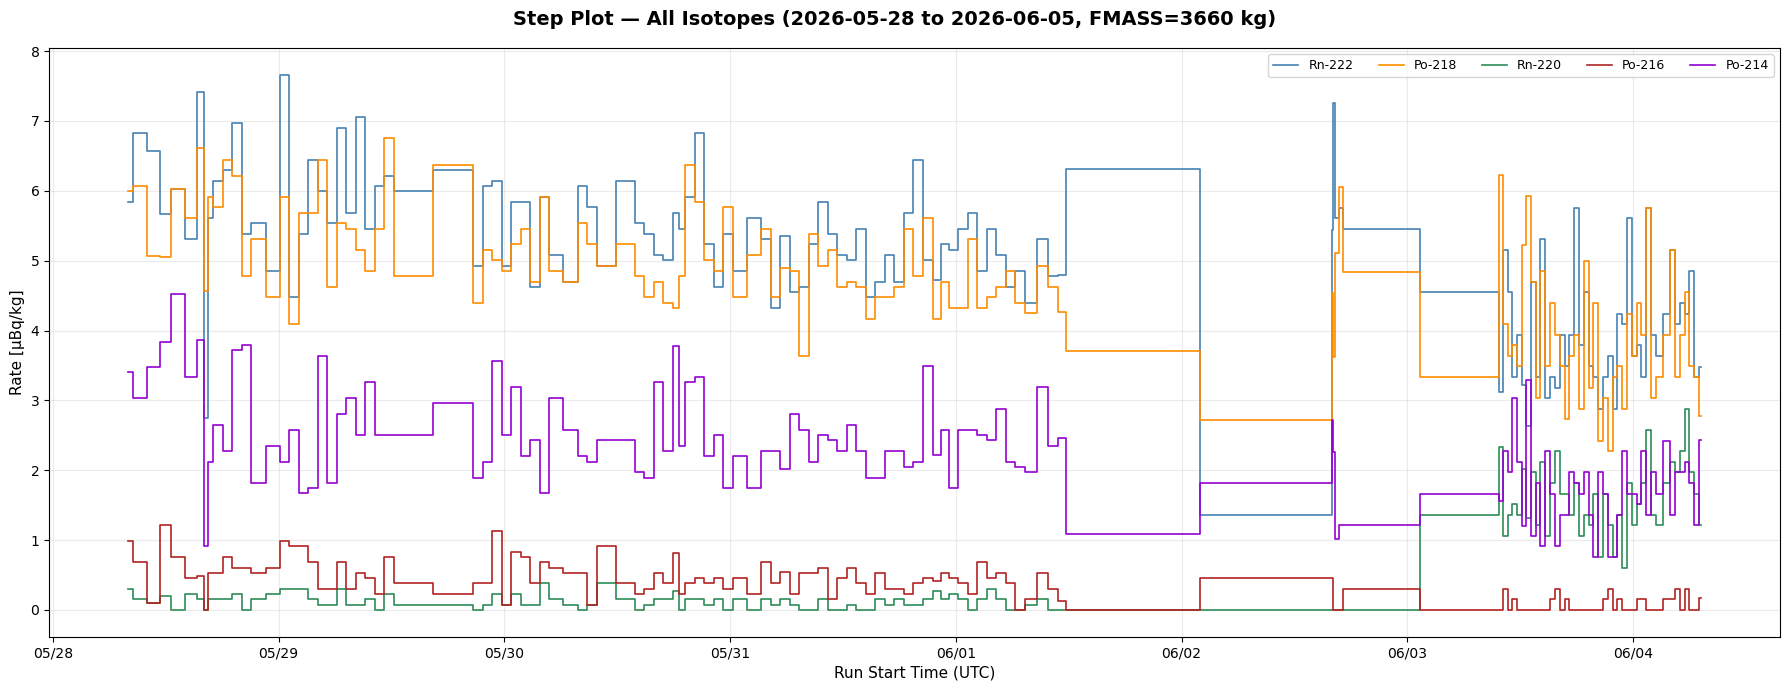 Step Plot — All Isotopes (2026-05-28 to 2026-06-05, FMASS=3660 kg)
Rn-222 Po-218 Rn-220 Po-216 Po-214
Rate [μBq/kg]
8
7
6
5
4
3
2
1
0
05/28 05/29 05/30 05/31 06/01 06/02 06/03 06/04
Run Start Time (UTC)